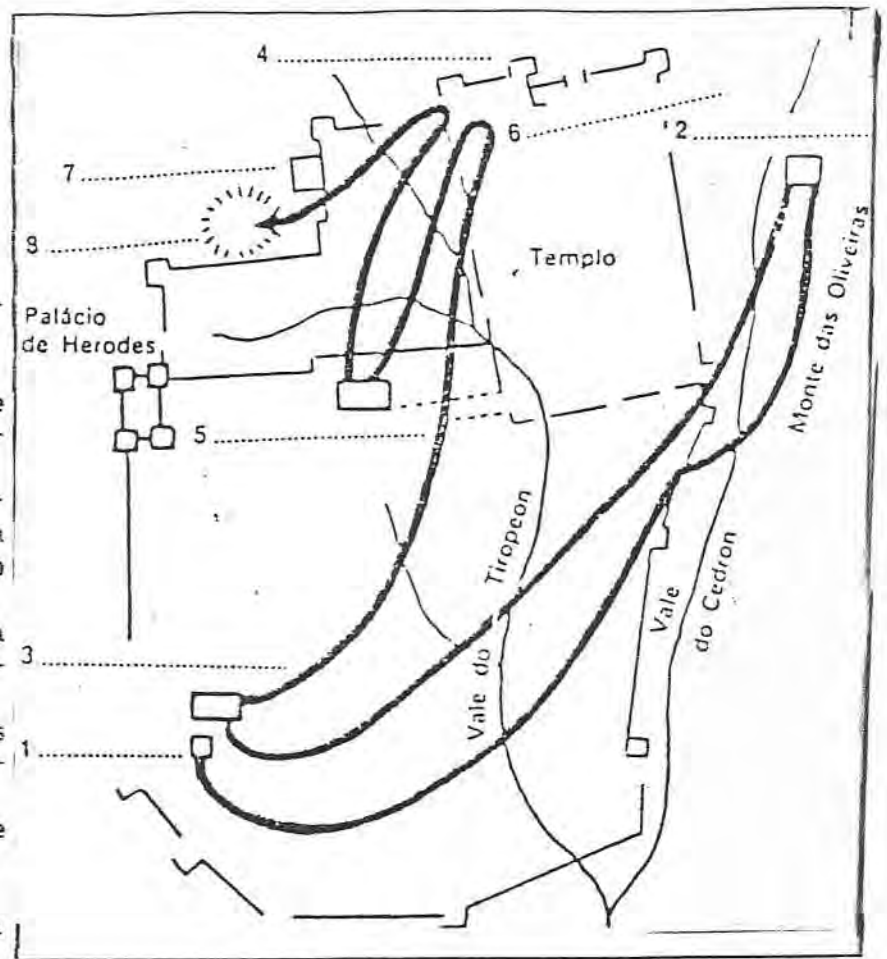 4
6
2
7
8
Templo
Palácio
de Herodes
Monte das Oliveiras
5
Vale do Tiropeon
Vale
do Cedron
3
1